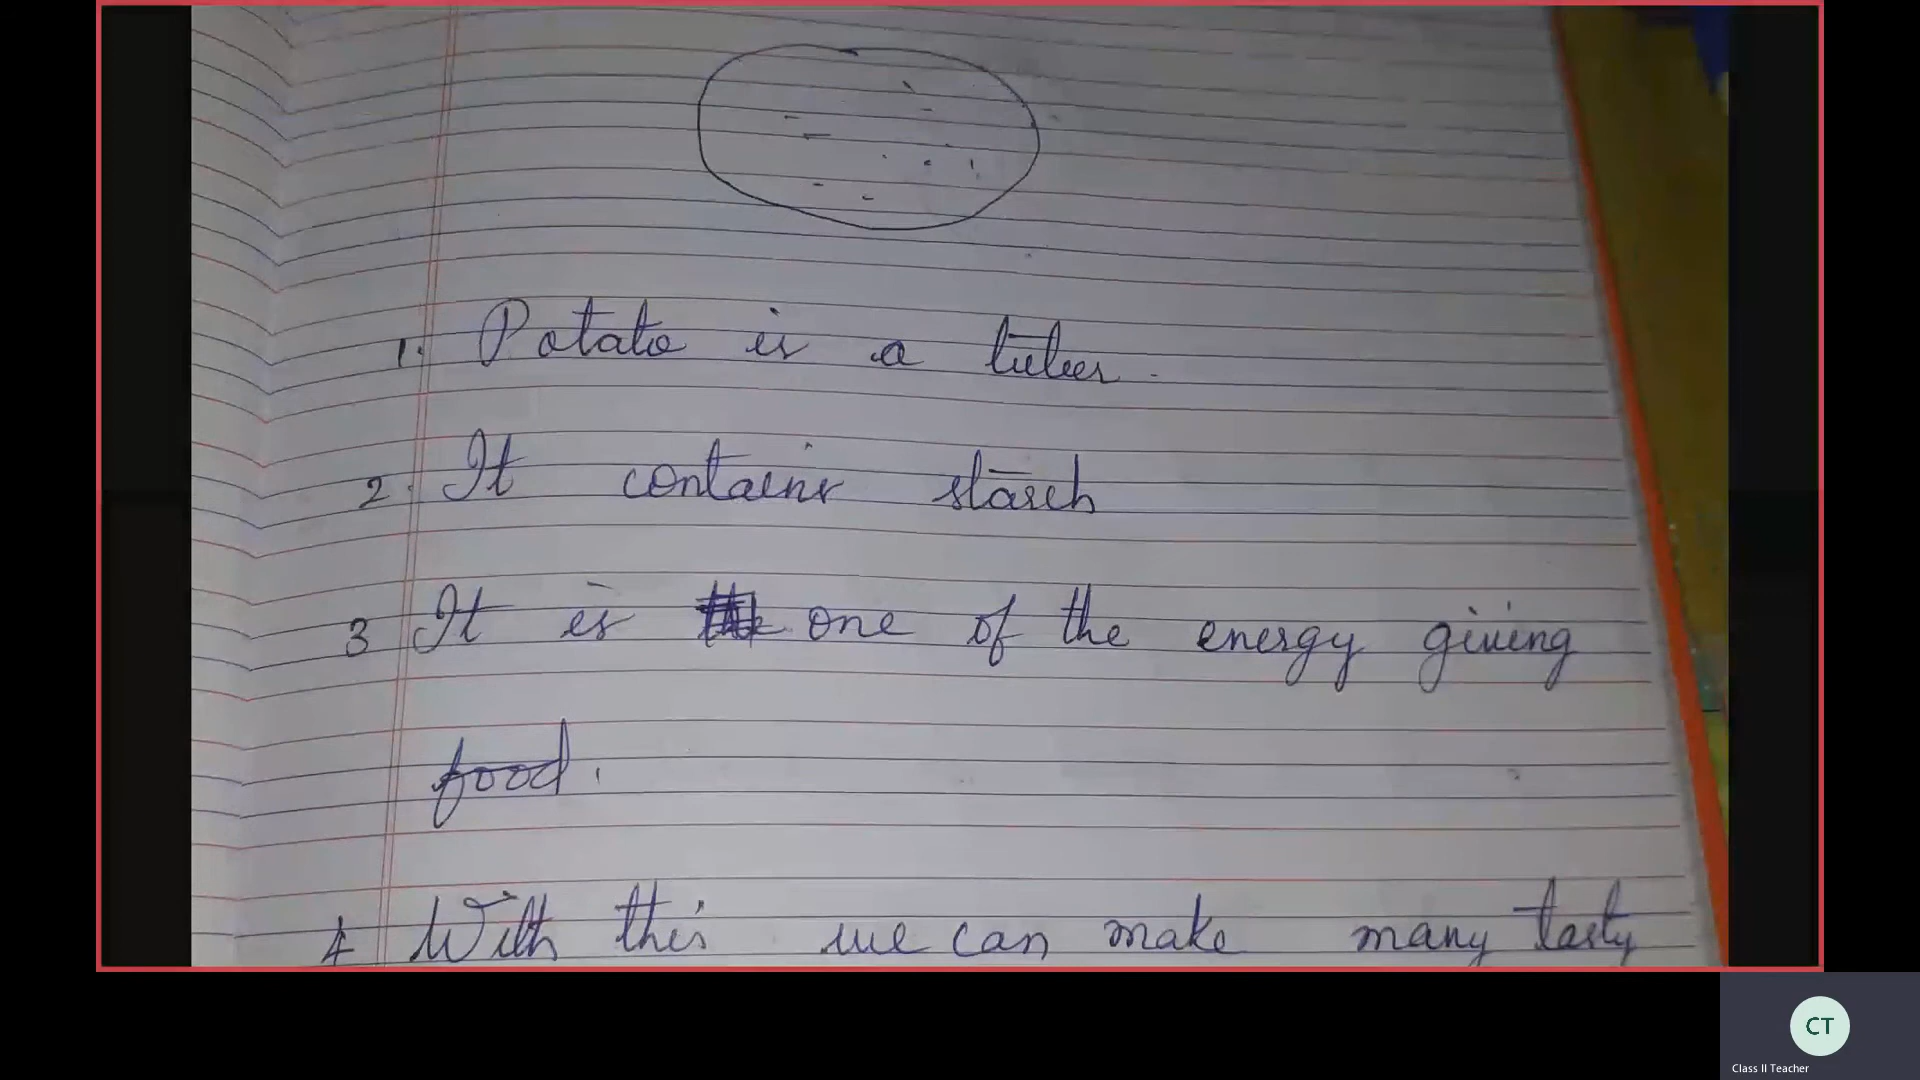 1. Potato is a tuber.
2. It contains starch
3 It is one of the energy giving
food.
4 With this we can make many tasty
CT
Class II Teacher